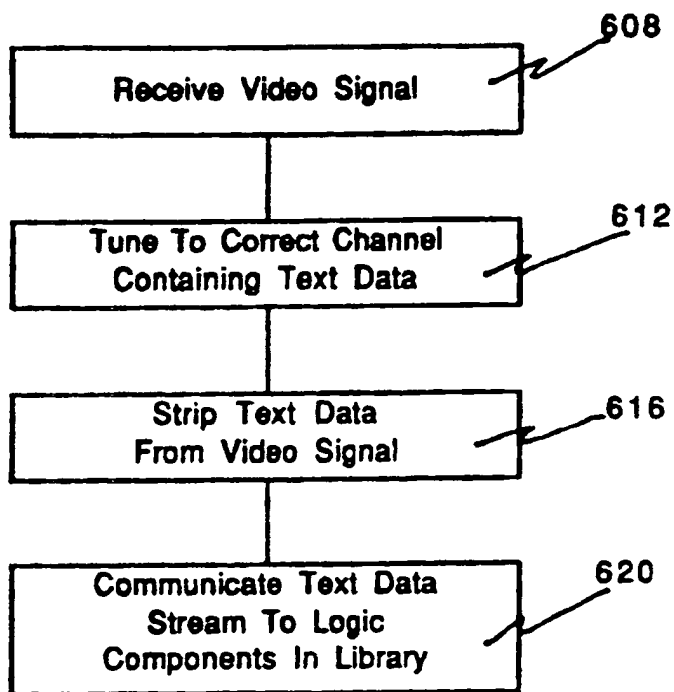 608
Receive Video Signal
612
Tune To Correct Channel
Containing Text Data
616
Strip Text Data
From Video Signal
620
Communicate Text Data
Stream To Logic
Components In Library